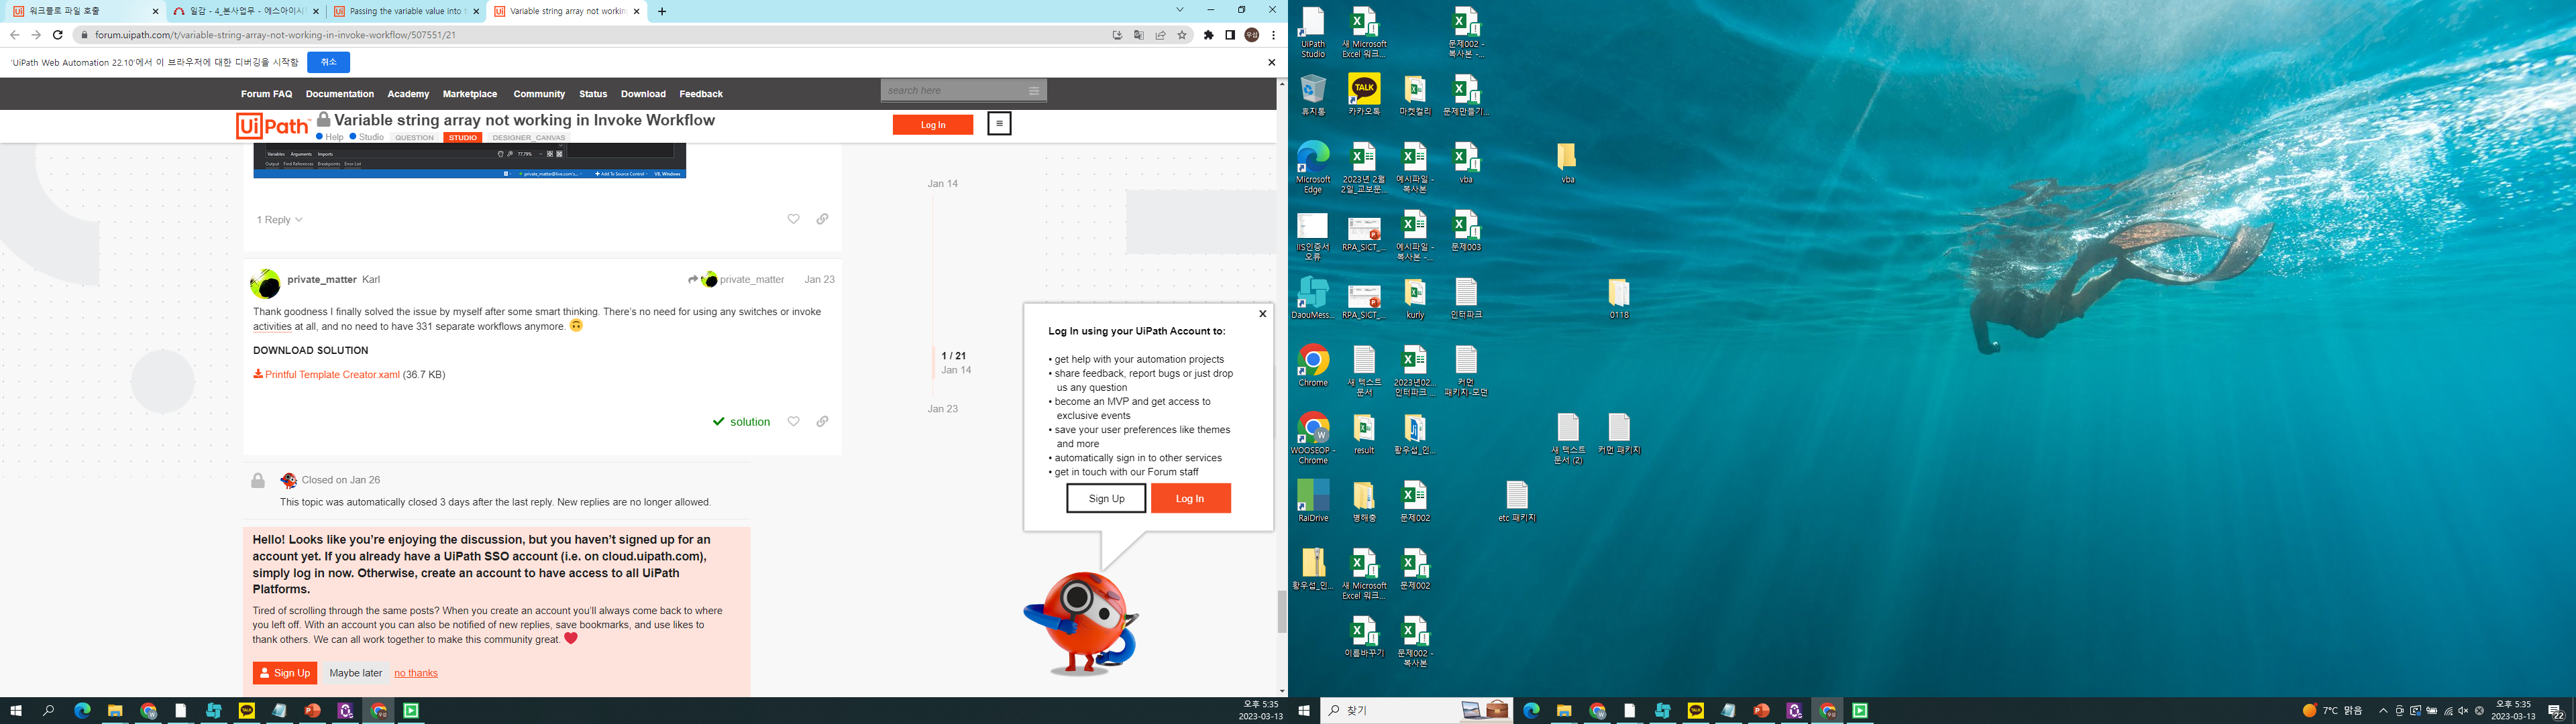 워크플로 파일 호출
일감 - 4_본사업무 - 에스아이시
Passing the variable value into t
Variable string array not workin
forum.uipath.com/t/variable-string-array-not-working-in-invoke-workflow/507551/21
'UiPath Web Automation 22.10'에서 이 브라우저에 대한 디버깅을 시작함
취소
Forum FAQ
Documentation
Academy
Marketplace
Community
Status
Download
Feedback
search here
UiPath
Variable string array not working in Invoke Workflow
Help
Studio
QUESTION
STUDIO
DESIGNER_CANVAS
Log In
Variables Arguments Imports
77.79%
Output Find References Breakpoints Error List
private_matter@live.com's...
Add To Source Control
VB, Windows
1 Reply
private_matter Karl
private_matter
Jan 23
Thank goodness I finally solved the issue by myself after some smart thinking. There's no need for using any switches or invoke
activities at all, and no need to have 331 separate workflows anymore.
DOWNLOAD SOLUTION
Printful Template Creator.xaml (36.7 KB)
solution
Closed on Jan 26
This topic was automatically closed 3 days after the last reply. New replies are no longer allowed.
Hello! Looks like you're enjoying the discussion, but you haven't signed up for an
account yet. If you already have a UiPath SSO account (i.e. on cloud.uipath.com),
simply log in now. Otherwise, create an account to have access to all UiPath
Platforms.
Tired of scrolling through the same posts? When you create an account you'll always come back to where
you left off. With an account you can also be notified of new replies, save bookmarks, and use likes to
thank others. We can all work together to make this community great.
Sign Up
Maybe later
no thanks
Jan 14
1 / 21
Jan 14
Jan 23
Log In using your UiPath Account to:
• get help with your automation projects
• share feedback, report bugs or just drop
us any question
• become an MVP and get access to
exclusive events
• save your user preferences like themes
and more
• automatically sign in to other services
• get in touch with our Forum staff
Sign Up
Log In
오후 5:35
2023-03-13
UiPath
Studio
새 Microsoft
Excel 워크...
문제002 -
복사본 -...
휴지통
TALK
카카오톡
마켓컬리
문제만들기...
Microsoft
Edge
2023년 2월
2일_교보문...
예시파일 -
복사본
vba
vba
IIS인증서
오류
RPA_SICT_...
예시파일 -
복사본 -...
문제003
DaouMess...
RPA_SICT_...
kurly
인터파크
0118
Chrome
새 텍스트
문서
2023년02...
인터파크 ...
커먼
패키지-모던
WOOSEOP -
Chrome
result
황우섭_인...
새 텍스트
문서 (2)
커먼 패키지
RaiDrive
병해충
문제002
etc 패키지
황우섭_인...
새 Microsoft
Excel 워크...
문제002
이름바꾸기
문제002 -
복사본
찾기
7°C 맑음
오후 5:35
2023-03-13
22